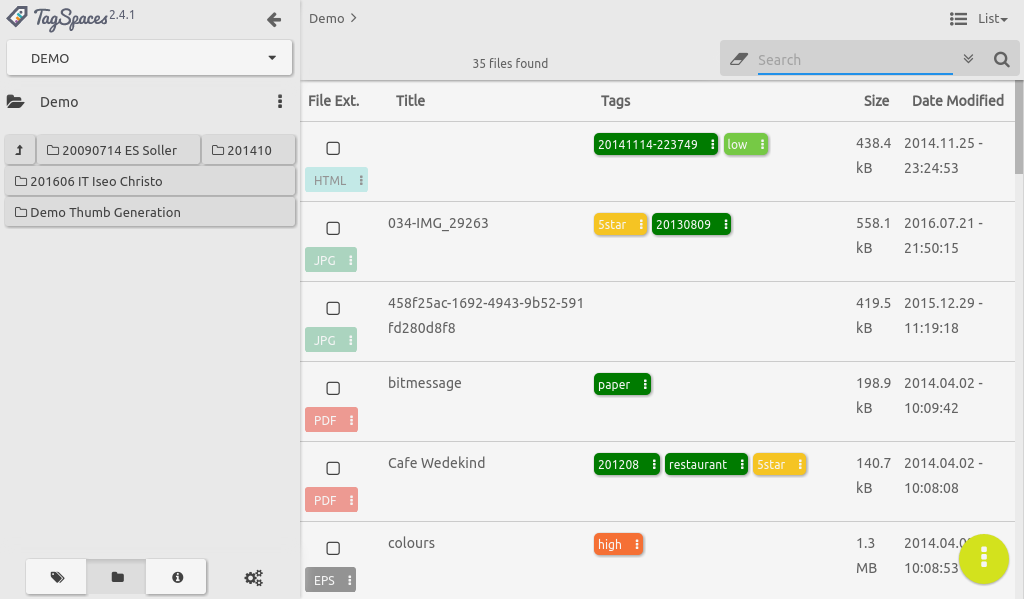 TagSpaces 2.4.1
DEMO
Demo
20090714 ES Soller
201410
201606 IT Iseo Christo
Demo Thumb Generation
Demo
List
35 files found
Search
File Ext. Title Tags Size Date Modified
20141114-223749 low 438.4 2014.11.25 -
kB 23:24:53
HTML
034-IMG_29263 5star 20130809 558.1 2016.07.21 -
kB 21:50:15
JPG
458f25ac-1692-4943-9b52-591 419.5 2015.12.29 -
fd280d8f8 kB 11:19:18
JPG
bitmessage paper 198.9 2014.04.02 -
kB 10:09:42
PDF
Cafe Wedekind 201208 restaurant 5star 140.7 2014.04.02 -
kB 10:08:08
PDF
colours high 1.3
MB 10:08:53
EPS